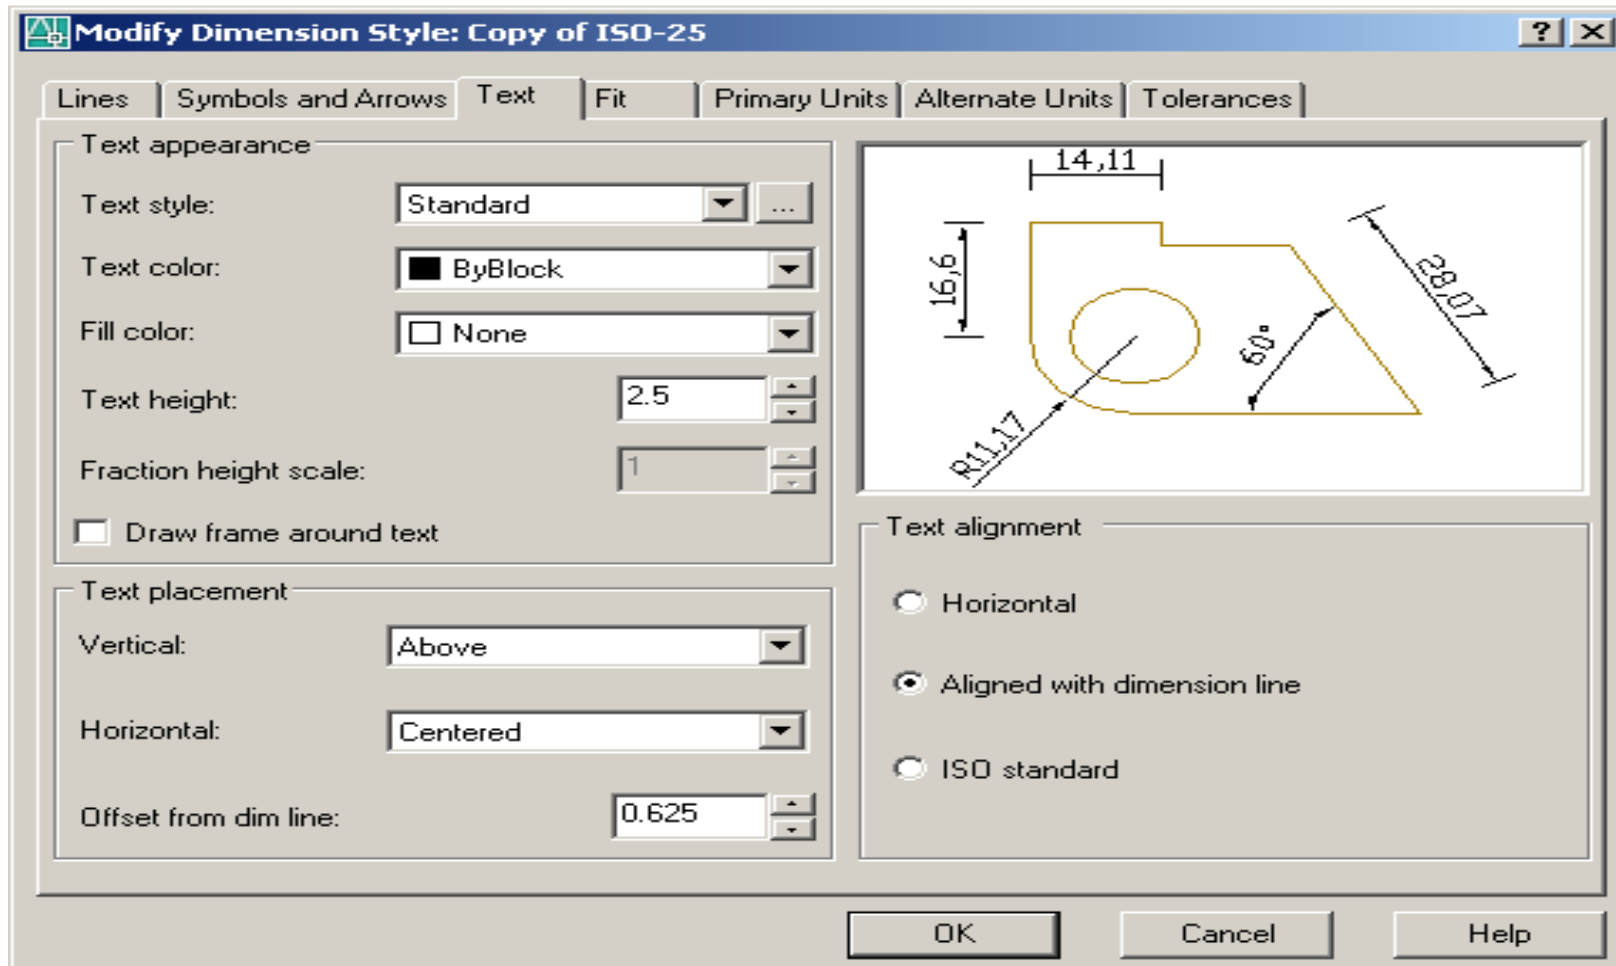 Modify Dimension Style: Copy of ISO-25
? X
Lines Symbols and Arrows Text Fit Primary Units Alternate Units Tolerances
Text appearance
Text style: Standard ...
Text color: ByBlock
Fill color: None
Text height: 2.5
Fraction height scale: 1
Draw frame around text
Text placement
Vertical: Above
Horizontal: Centered
Offset from dim line: 0.625
14,11
16,6
28,07
60°
R11,17
Text alignment
Horizontal
Aligned with dimension line
ISO standard
OK Cancel Help